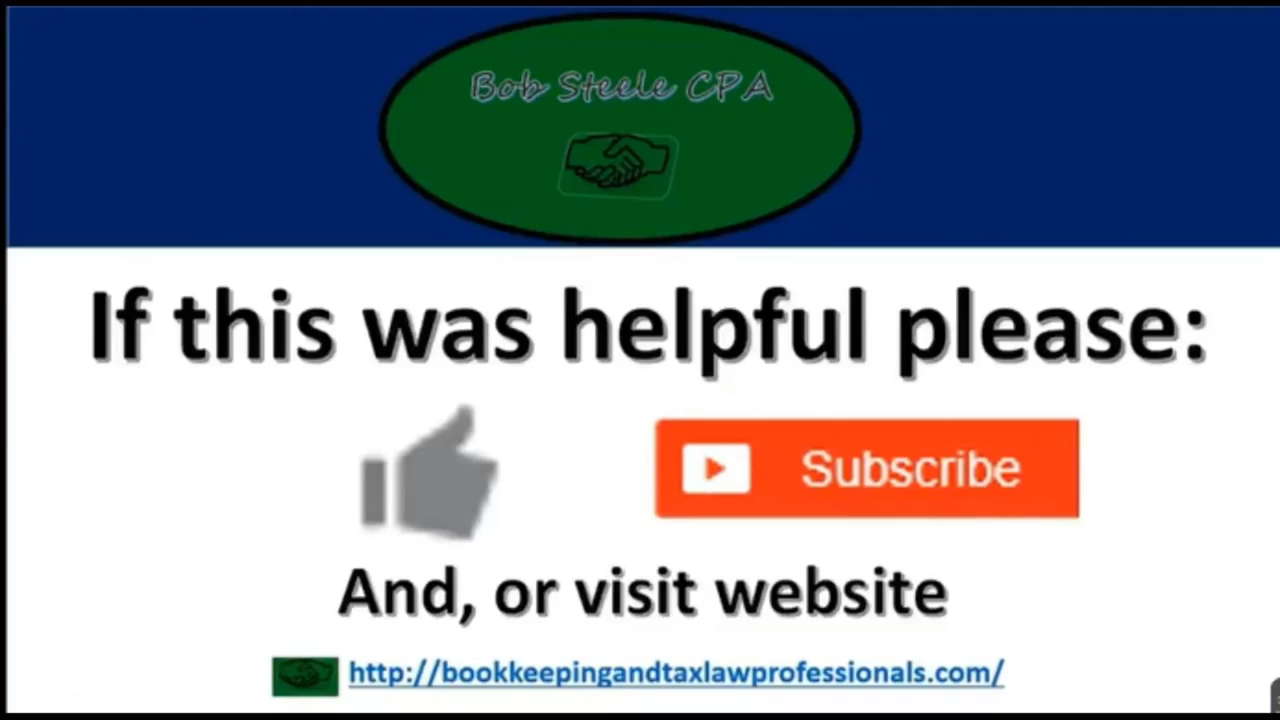 Bob Steele CPA
If this was helpful please:
Subscribe
And, or visit website
http://bookkeepingandtaxlawprofessionals.com/